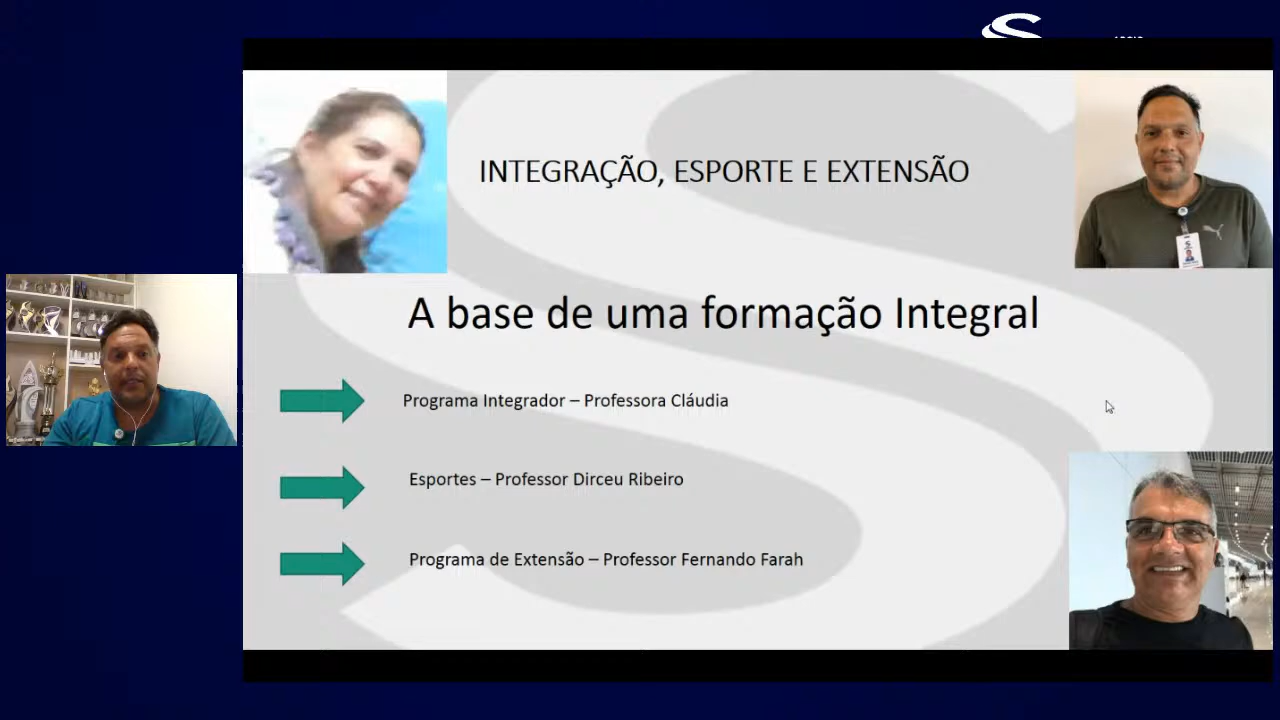 INTEGRAÇÃO, ESPORTE E EXTENSÃO
A base de uma formação Integral
Programa Integrador – Professora Cláudia
Esportes – Professor Dirceu Ribeiro
Programa de Extensão – Professor Fernando Farah